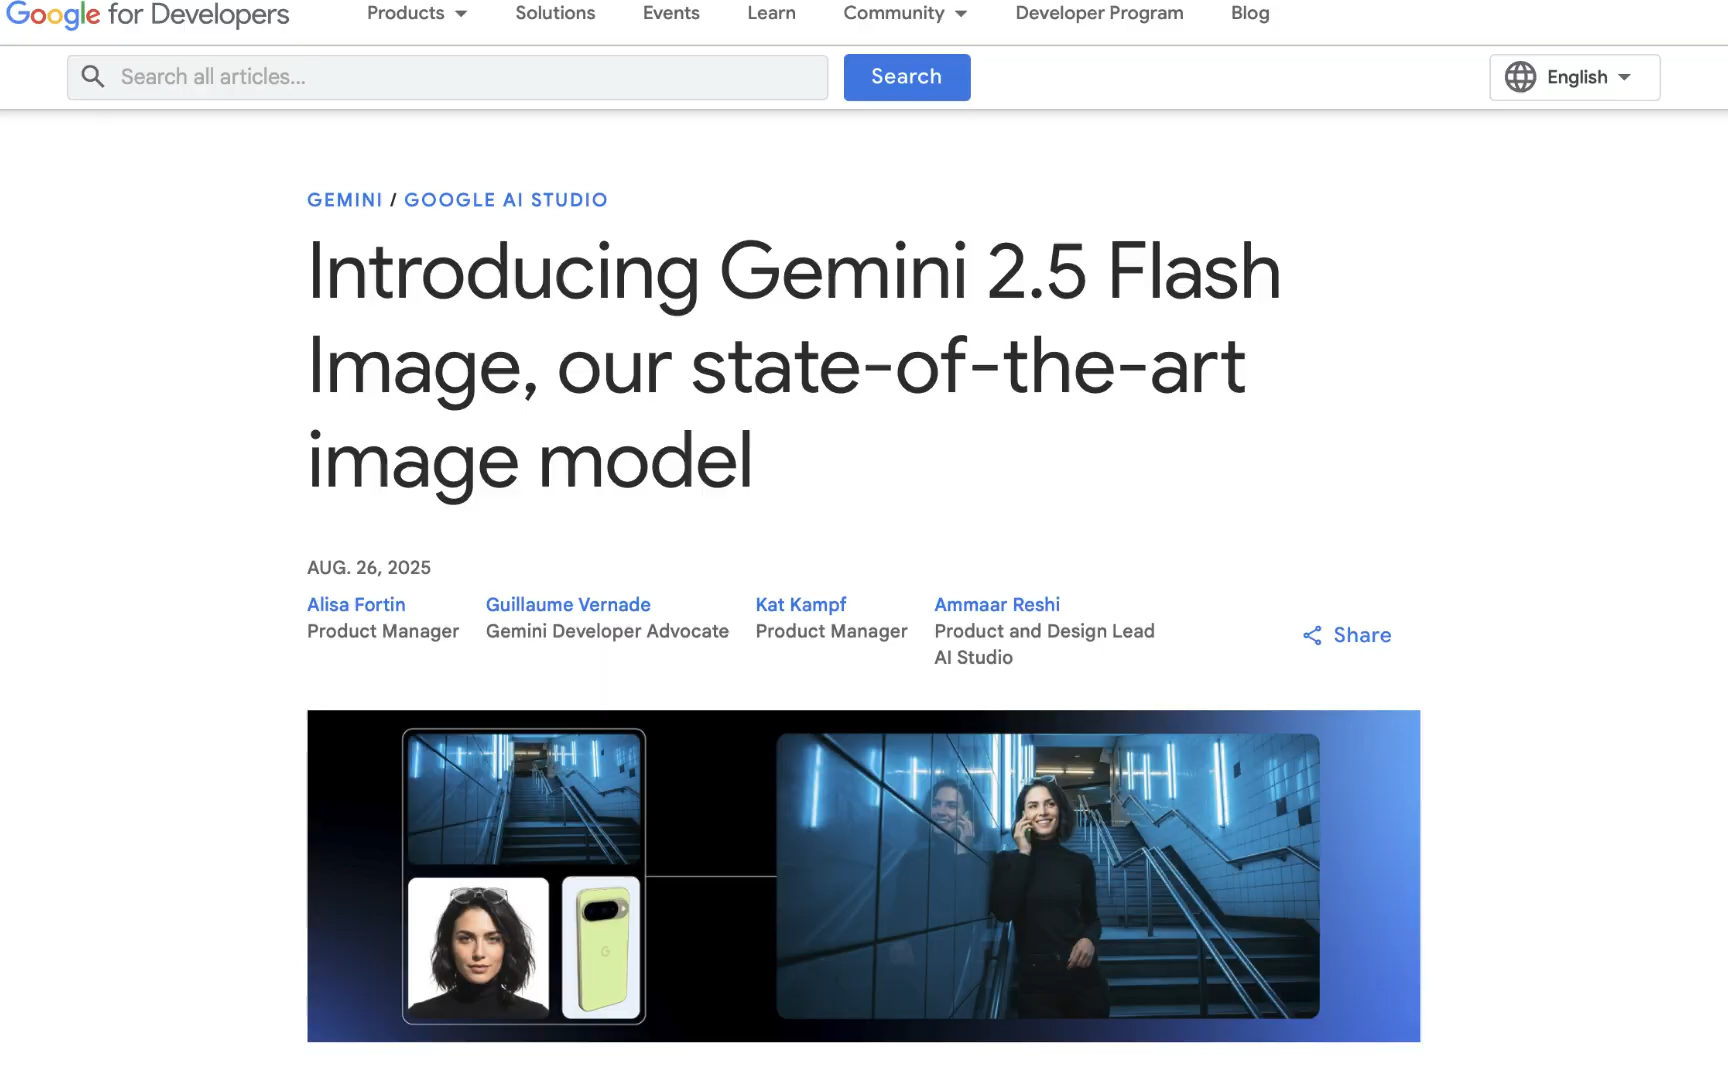 Google for Developers
Products
Solutions
Events
Learn
Community
Developer Program
Blog
Search all articles...
Search
English
GEMINI / GOOGLE AI STUDIO
Introducing Gemini 2.5 Flash
Image, our state-of-the-art
image model
AUG. 26, 2025
Alisa Fortin
Product Manager
Guillaume Vernade
Gemini Developer Advocate
Kat Kampf
Product Manager
Ammaar Reshi
Product and Design Lead
AI Studio
Share
G